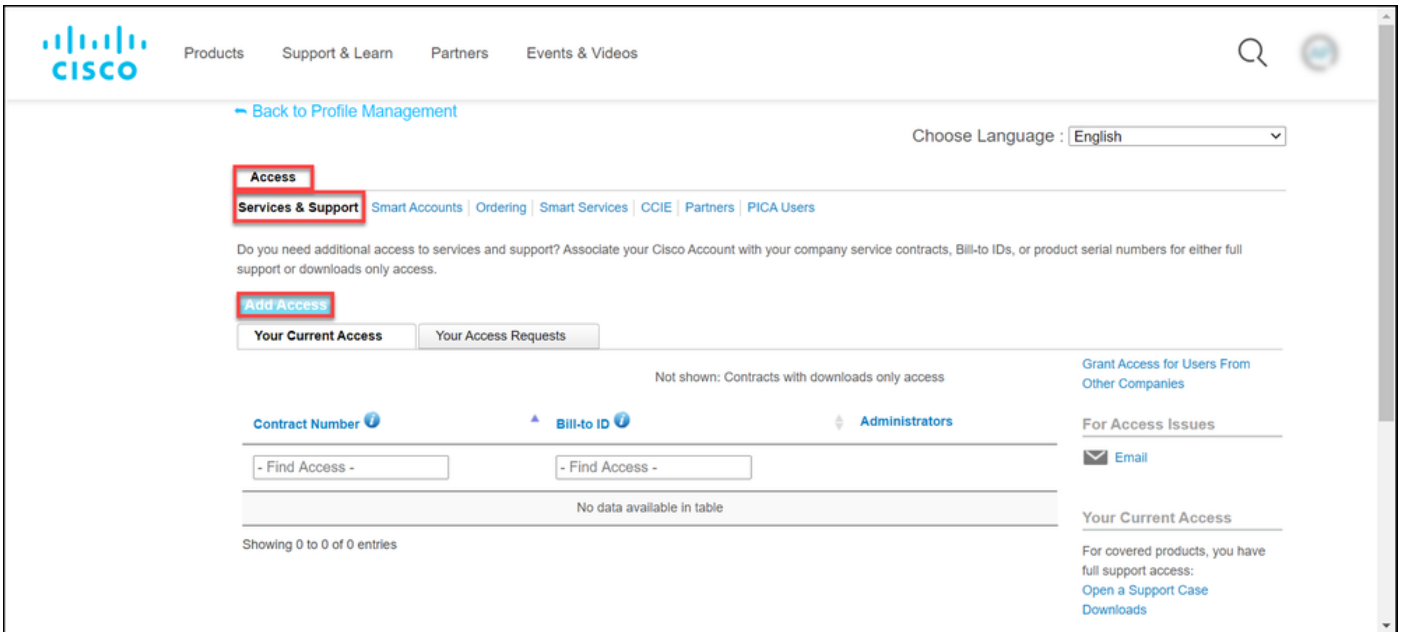 CISCO
Products Support & Learn Partners Events & Videos
Back to Profile Management
Choose Language : English
Access
Services & Support Smart Accounts Ordering Smart Services CCIE Partners PICA Users
Do you need additional access to services and support? Associate your Cisco Account with your company service contracts, Bill-to IDs, or product serial numbers for either full
support or downloads only access.
Add Access
Your Current Access Your Access Requests
Not shown: Contracts with downloads only access
Grant Access for Users From
Other Companies
Contract Number Bill-to ID Administrators
For Access Issues
- Find Access - - Find Access -
Email
No data available in table
Your Current Access
Showing 0 to 0 of 0 entries
For covered products, you have
full support access:
Open a Support Case
Downloads